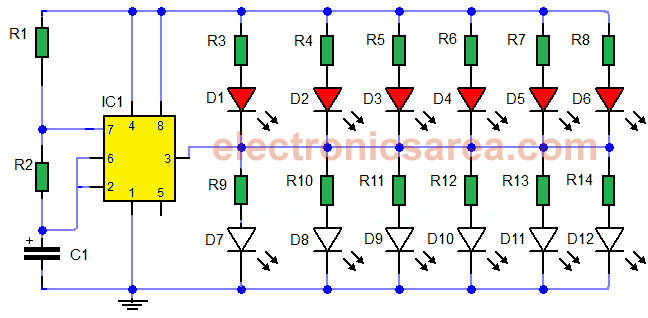 R1 R3 R4 R5 R6 R7 R8
IC1 D1 D2 D3 D4 D5 D6
4 8
7
6 3
2
1 5
electronicsarea.com
R2 R9 R10 R11 R12 R13 R14
+
C1 D7 D8 D9 D10 D11 D12